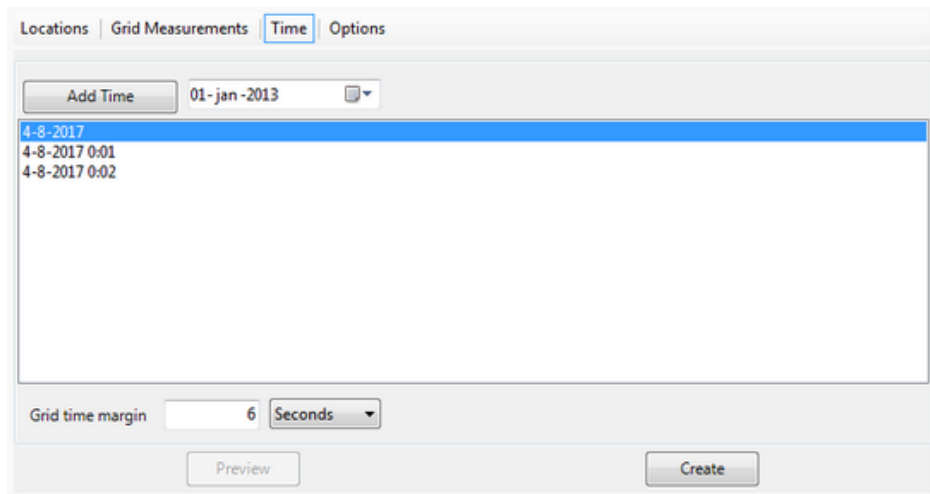 Locations Grid Measurements Time Options
Add Time 01-jan-2013
4-8-2017
4-8-2017 0:01
4-8-2017 0:02
Grid time margin 6 Seconds
Preview Create